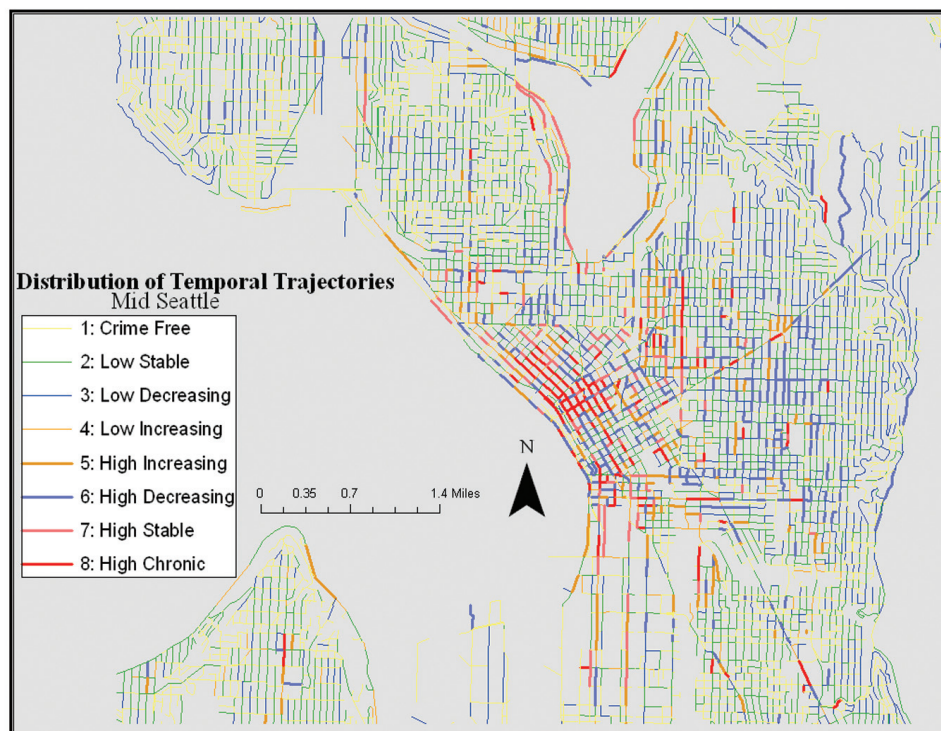 Distribution of Temporal Trajectories
Mid Seattle
1: Crime Free
2: Low Stable
3: Low Decreasing
4: Low Increasing
5: High Increasing
6: High Decreasing
7: High Stable
8: High Chronic
N
0 0.35 0.7 1.4 Miles